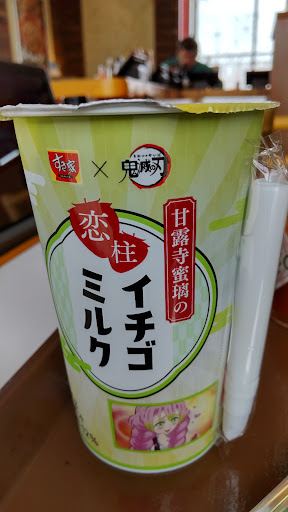 すき家 × 鬼滅の刃
甘露寺蜜璃の
恋柱
イチゴ
ミルク